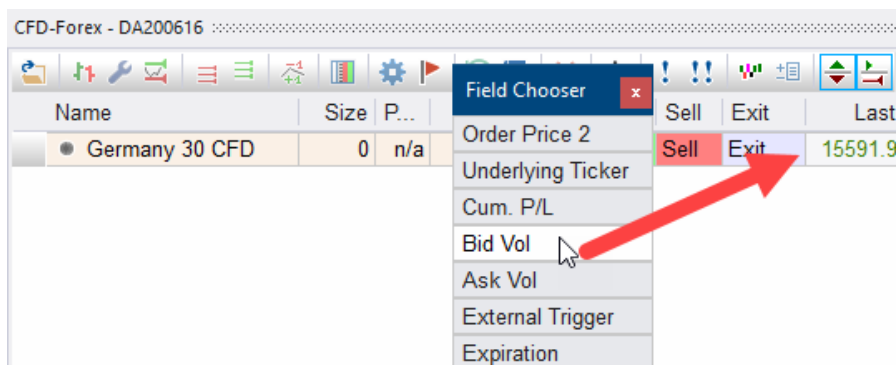 CFD-Forex - DA200616
Field Chooser x
Name Size P... Sell Exit Last
Germany 30 CFD 0 n/a Sell Exit 15591.9
Order Price 2
Underlying Ticker
Cum. P/L
Bid Vol
Ask Vol
External Trigger
Expiration